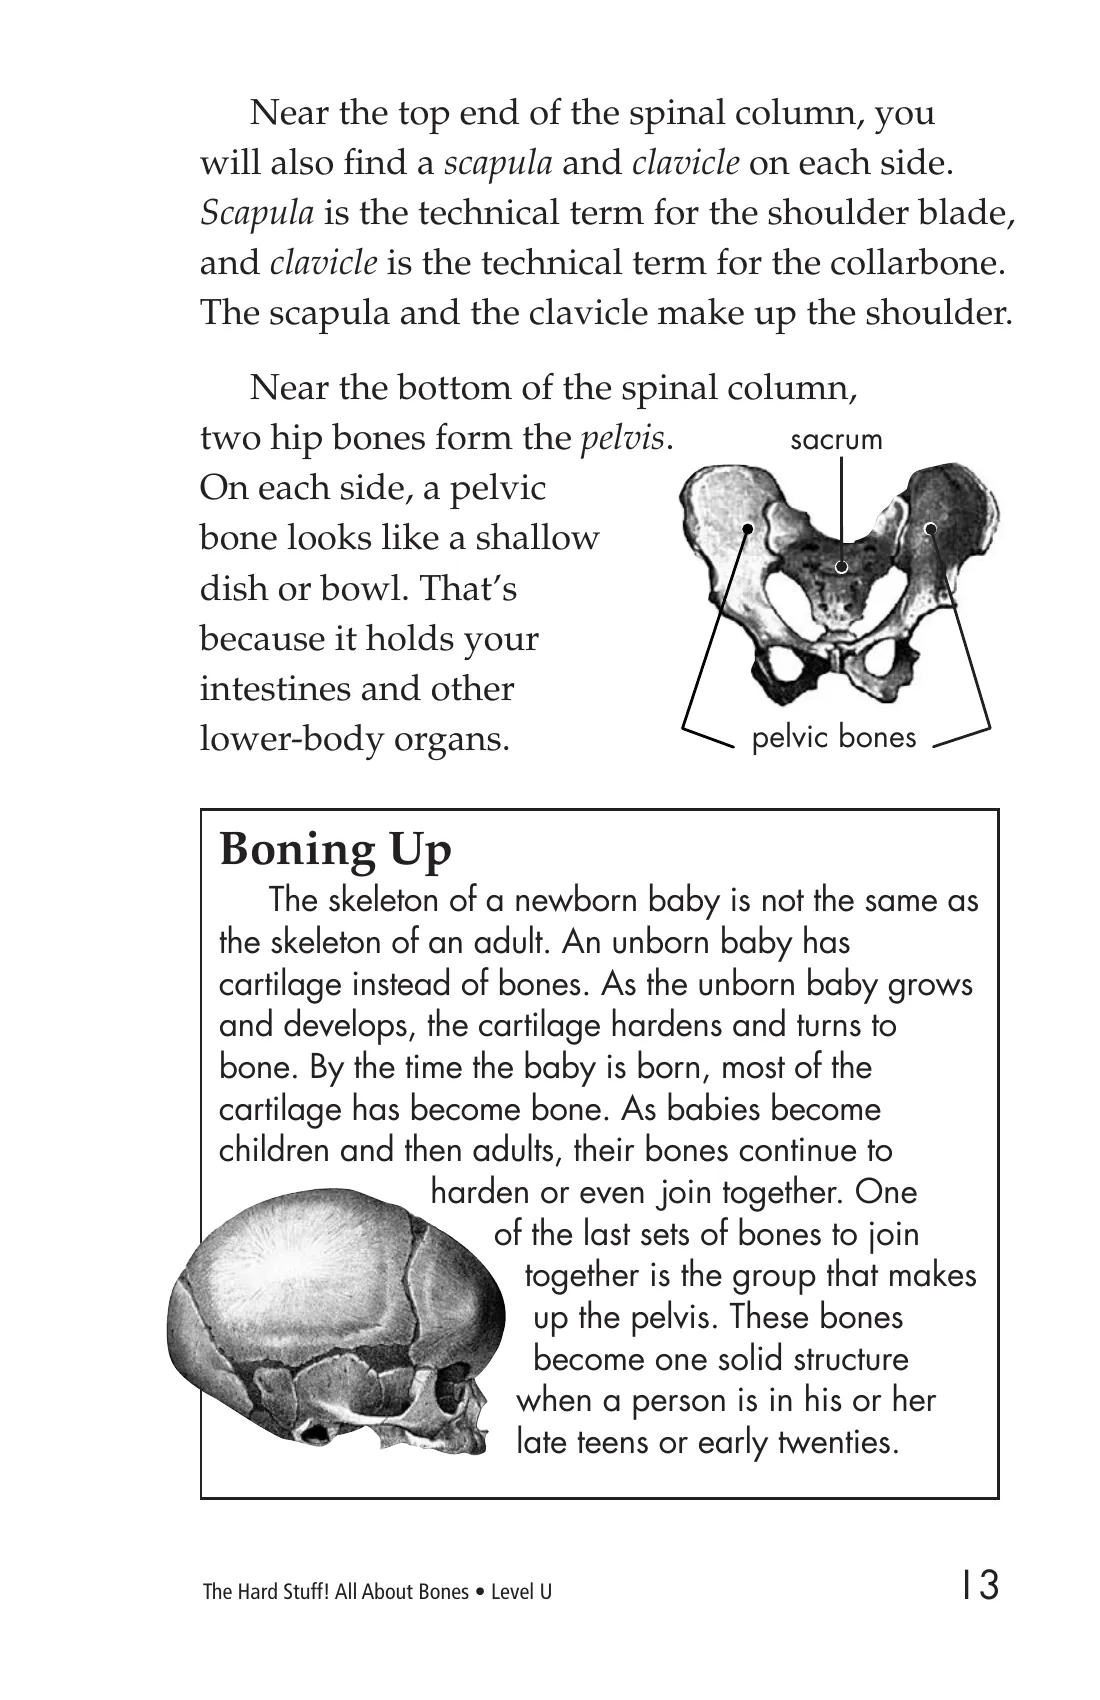 Near the top end of the spinal column, you
will also find a scapula and clavicle on each side.
Scapula is the technical term for the shoulder blade,
and clavicle is the technical term for the collarbone.
The scapula and the clavicle make up the shoulder.
Near the bottom of the spinal column,
two hip bones form the pelvis.
On each side, a pelvic
bone looks like a shallow
dish or bowl. That’s
because it holds your
intestines and other
lower-body organs.
sacrum
pelvic bones
Boning Up
The skeleton of a newborn baby is not the same as
the skeleton of an adult. An unborn baby has
cartilage instead of bones. As the unborn baby grows
and develops, the cartilage hardens and turns to
bone. By the time the baby is born, most of the
cartilage has become bone. As babies become
children and then adults, their bones continue to
harden or even join together. One
of the last sets of bones to join
together is the group that makes
up the pelvis. These bones
become one solid structure
when a person is in his or her
late teens or early twenties.
The Hard Stuff! All About Bones • Level U
13